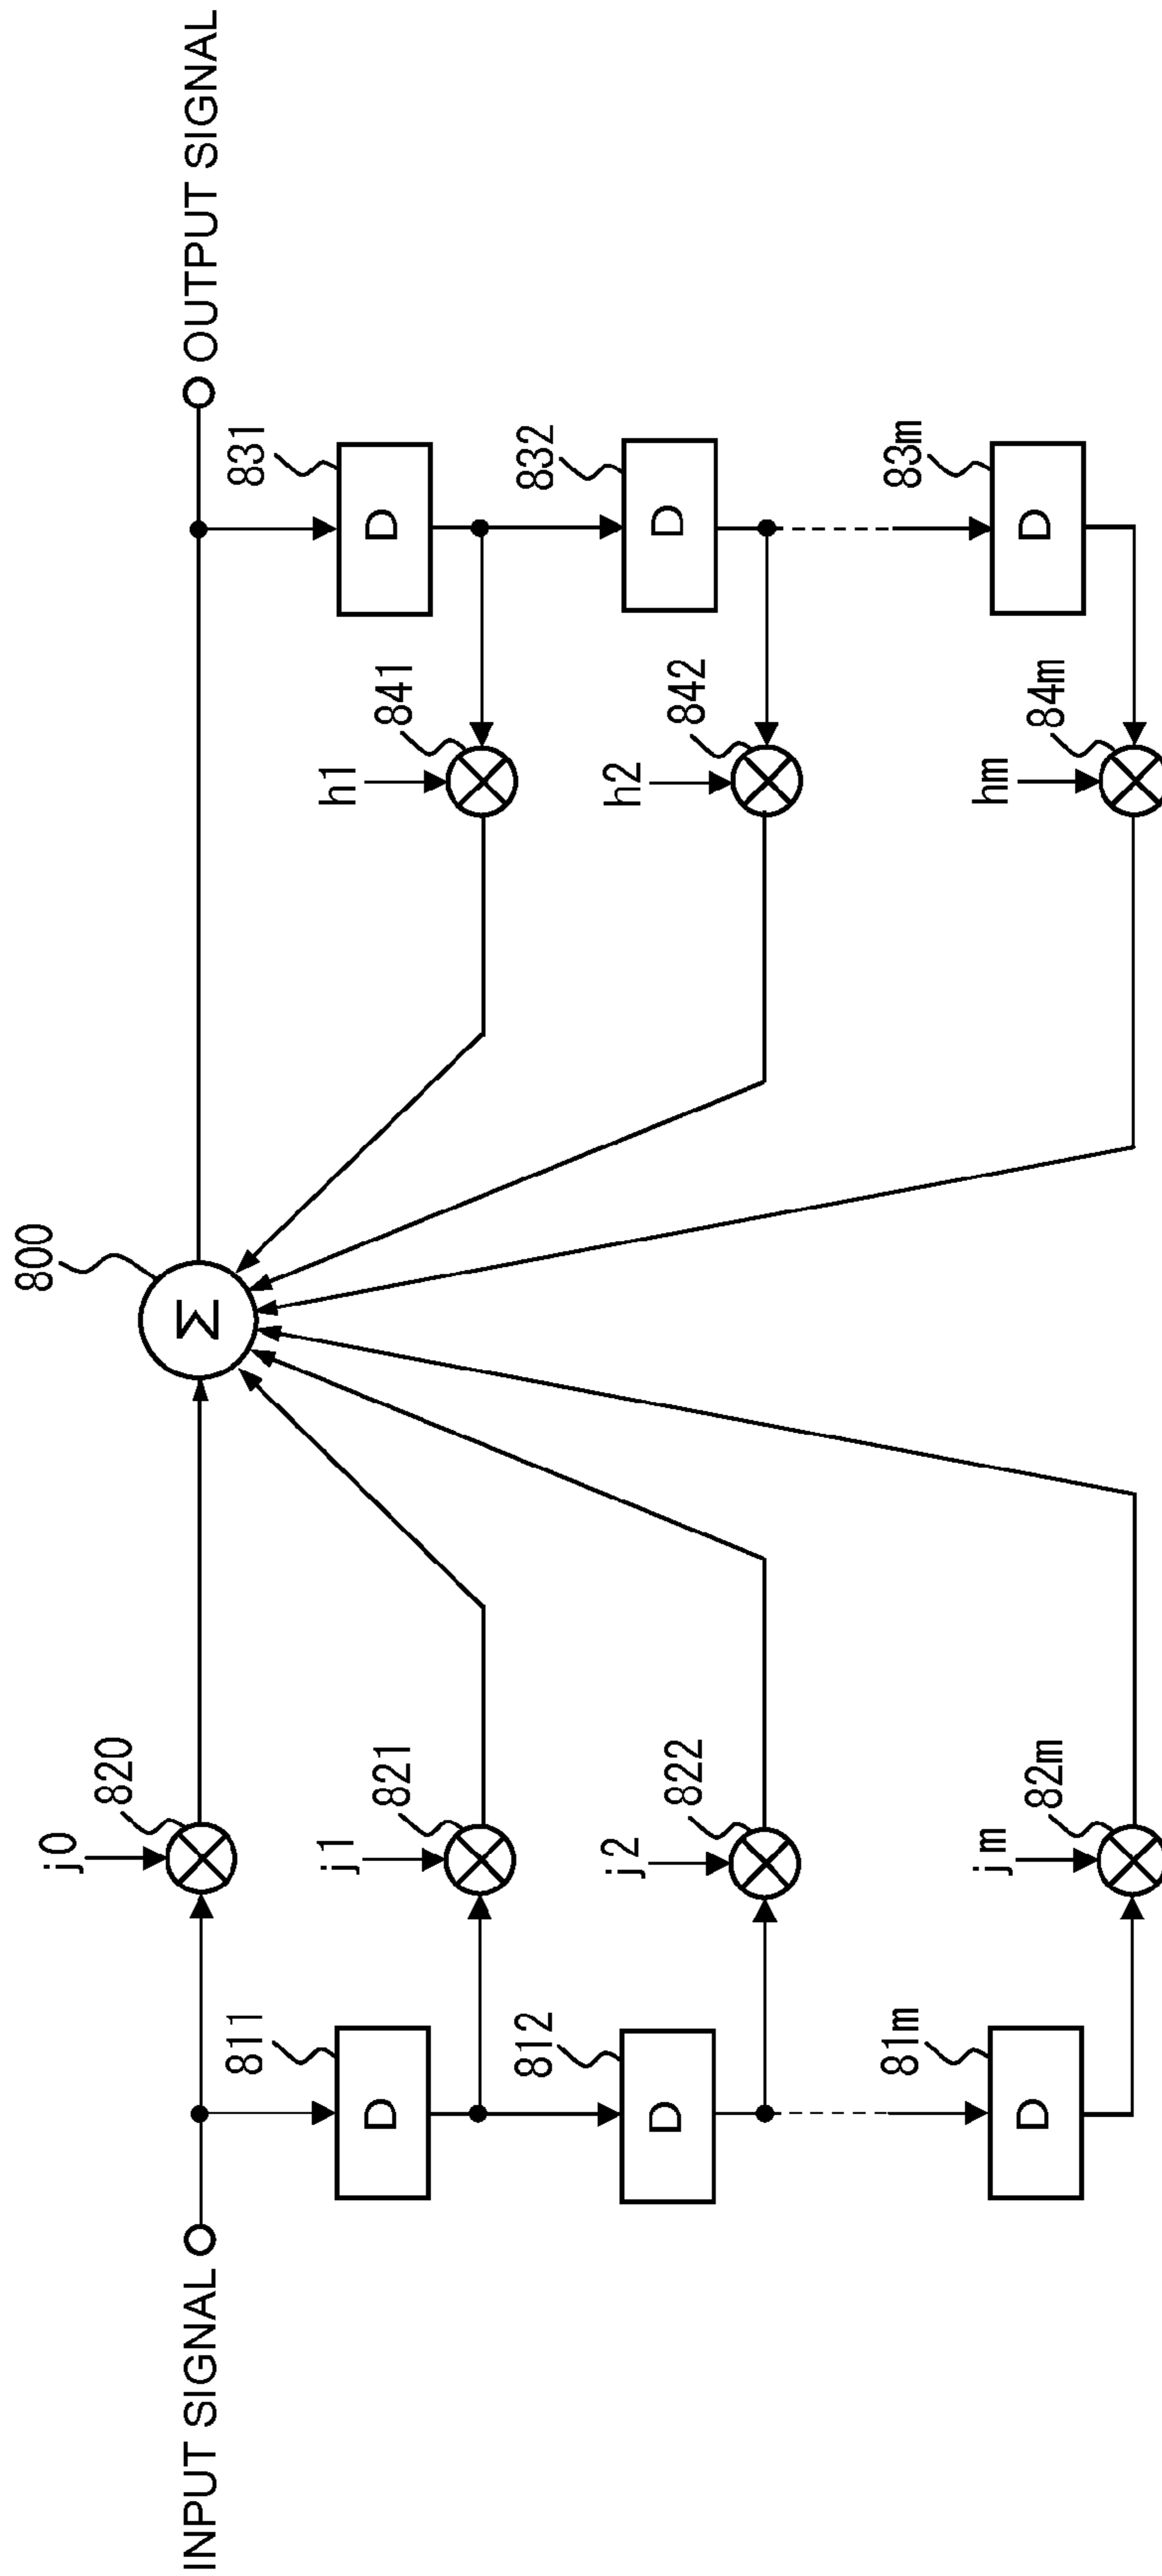 800
j0
820
INPUT SIGNAL
Σ
OUTPUT SIGNAL
811
D
j1
821
h1
841
831
D
812
D
j2
822
h2
842
832
D
81m
D
jm
82m
hm
84m
83m
D